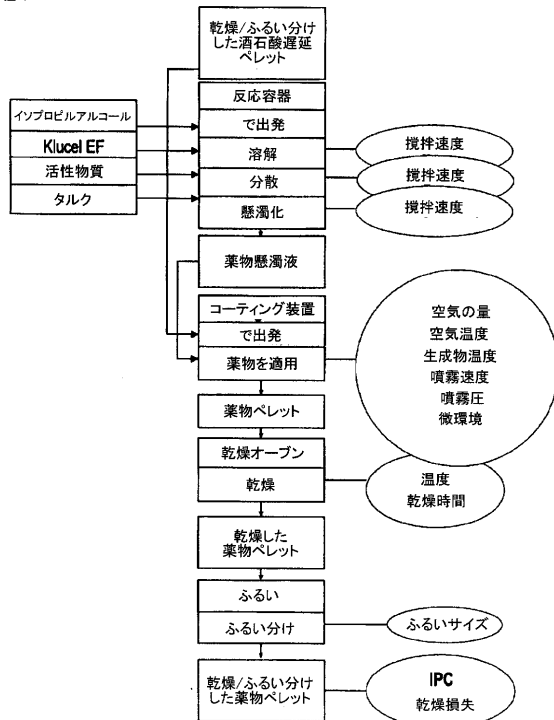 乾燥/ふるい分け
した酒石酸遅延
ペレット
反応容器
イソプロピルアルコール
で出発
Klucel EF
溶解
撹拌速度
活性物質
分散
撹拌速度
タルク
懸濁化
撹拌速度
薬物懸濁液
コーティング装置
で出発
薬物を適用
空気の量
空気温度
生成物温度
噴霧速度
噴霧圧
微環境
薬物ペレット
乾燥オーブン
乾燥
温度
乾燥時間
乾燥した
薬物ペレット
ふるい
ふるい分け
ふるいサイズ
乾燥/ふるい分け
した薬物ペレット
IPC
乾燥損失